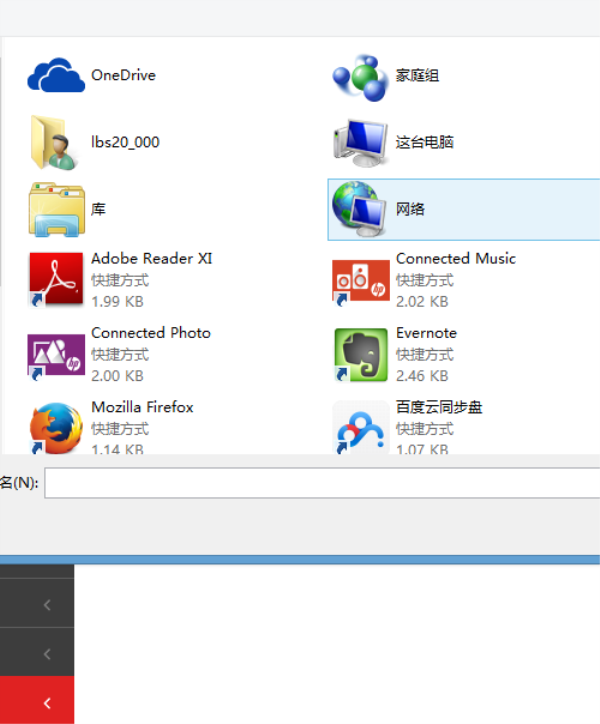 OneDrive
家庭组
lbs20_000
这台电脑
库
网络
Adobe Reader XI
快捷方式
1.99 KB
Connected Music
快捷方式
2.02 KB
Connected Photo
快捷方式
2.00 KB
Evernote
快捷方式
2.46 KB
Mozilla Firefox
快捷方式
1.14 KB
百度云同步盘
快捷方式
1.07 KB
名(N):